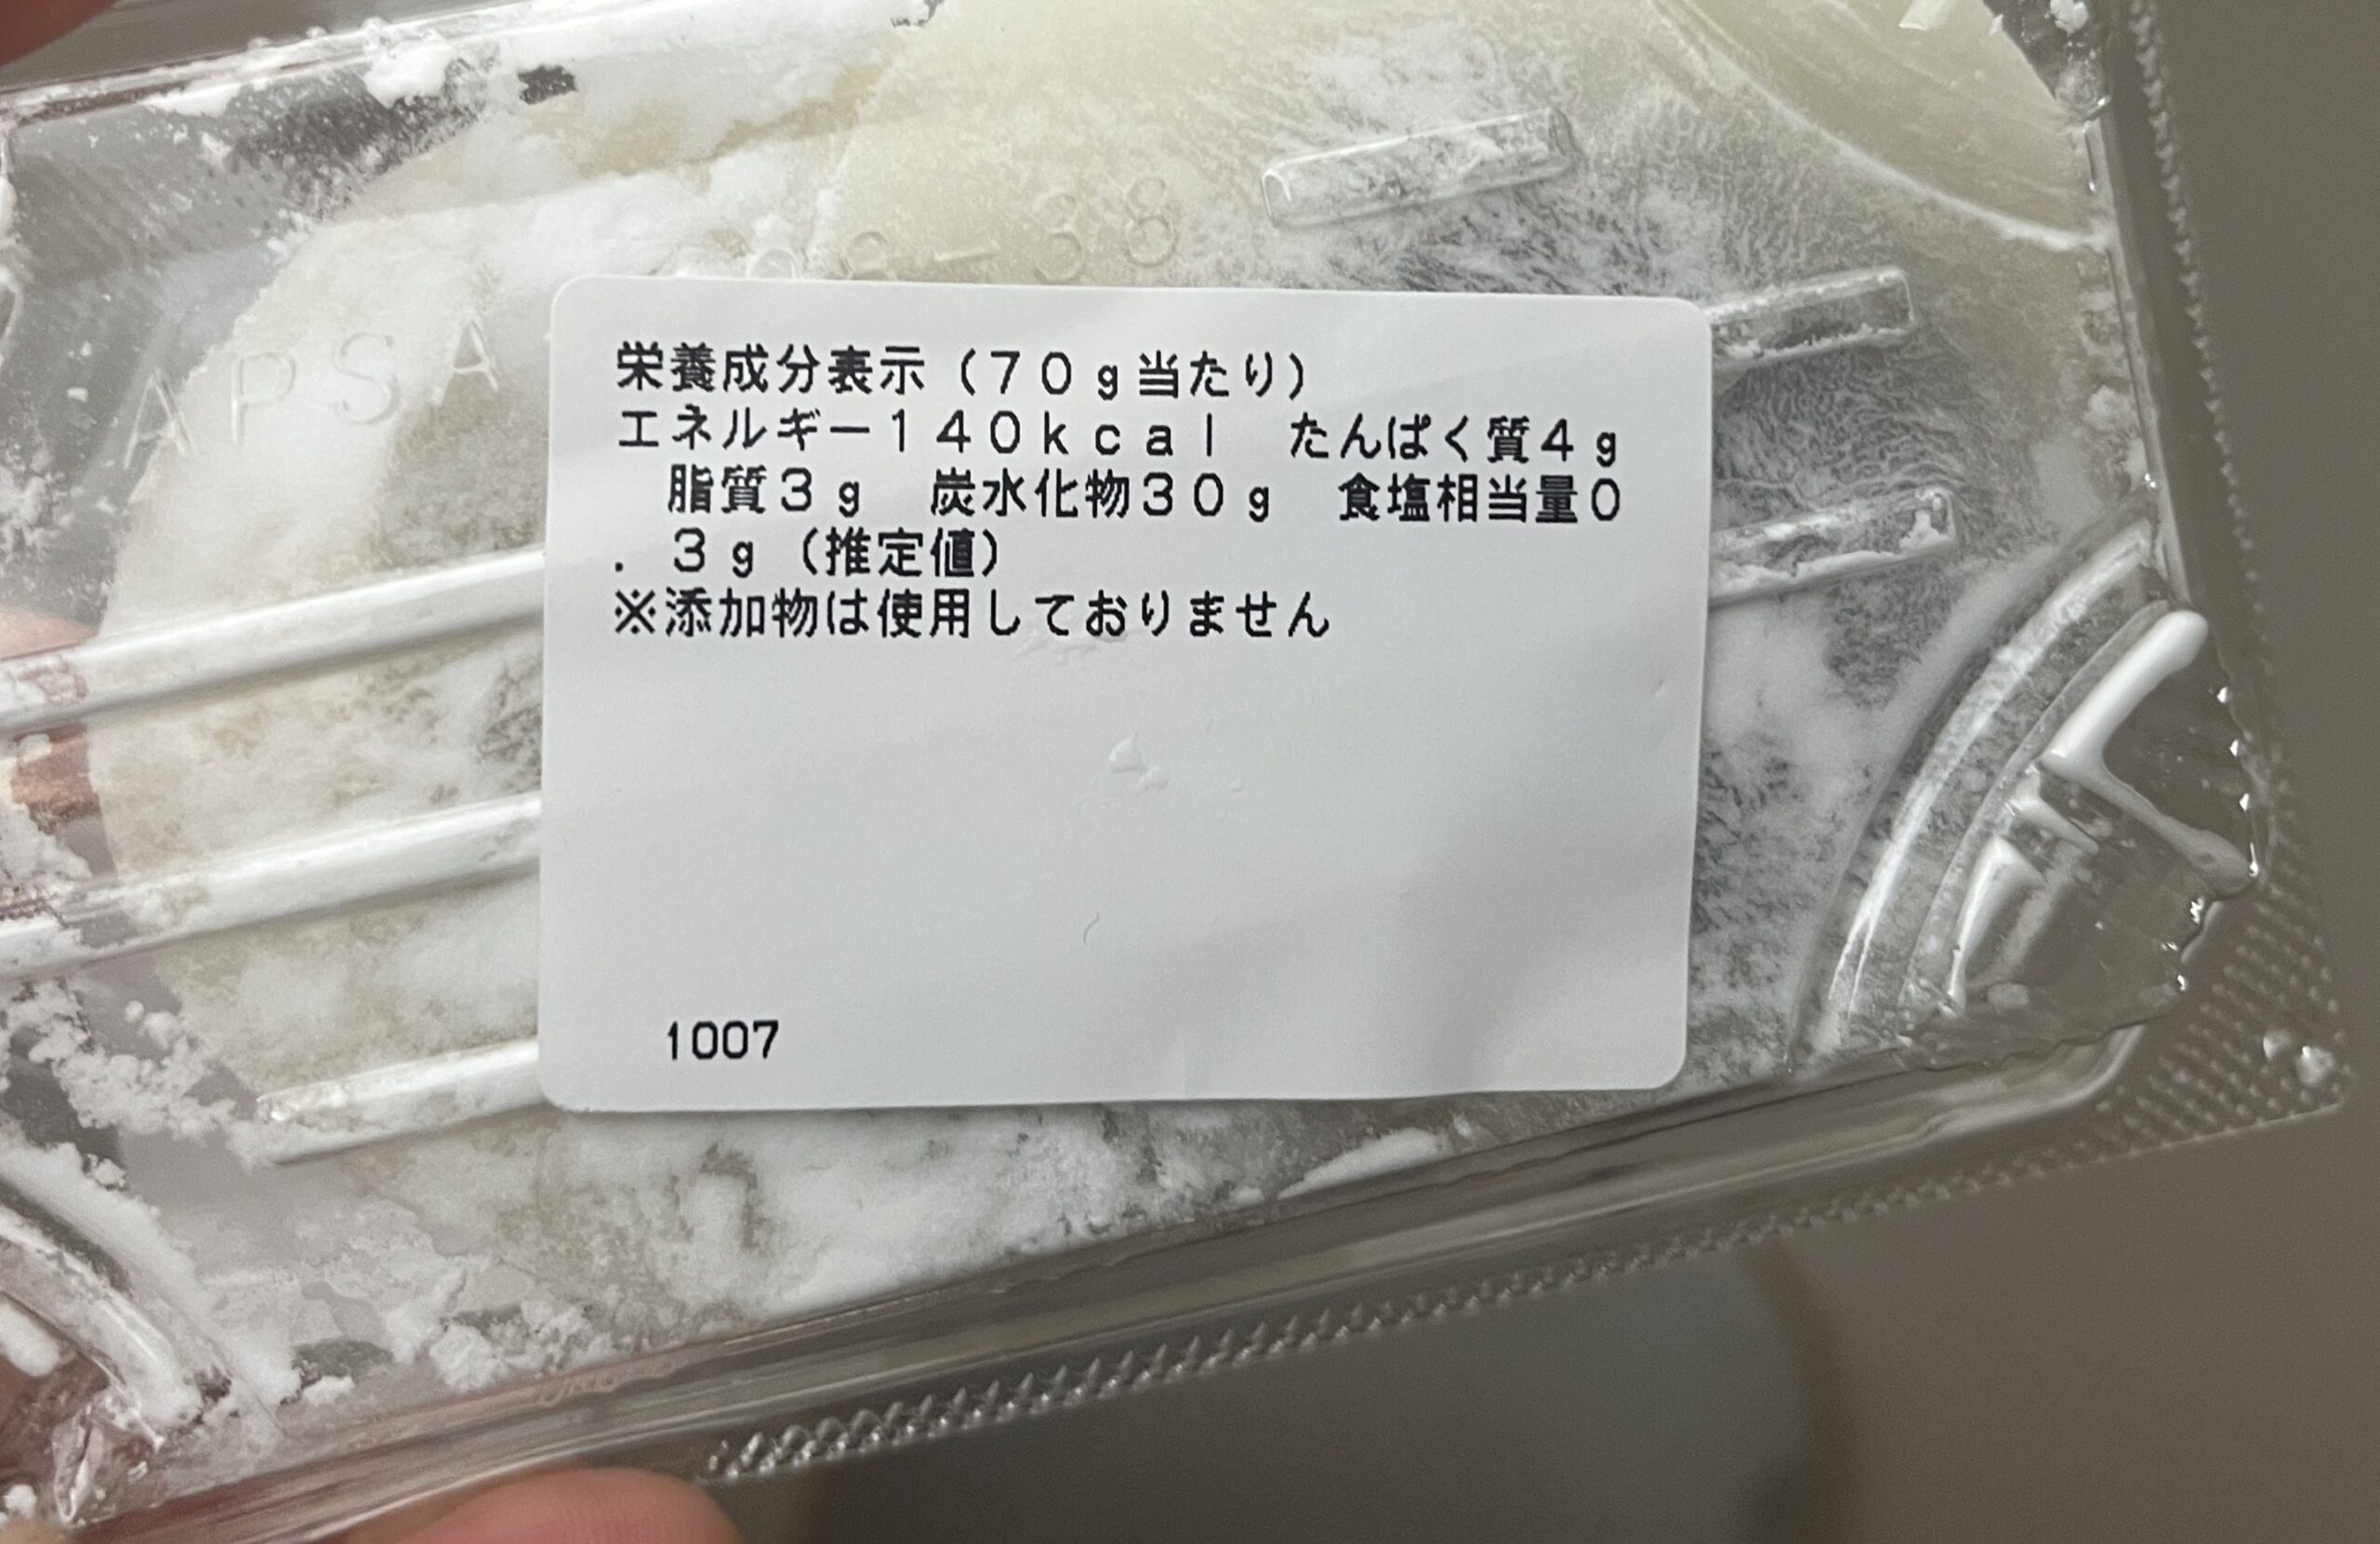 APSA
-38
栄養成分表示（７０ｇ当たり）
エネルギー１４０ｋｃａｌ　たんぱく質４ｇ
　脂質３ｇ　炭水化物３０ｇ　食塩相当量０
．３ｇ（推定値）
※添加物は使用しておりません
1007